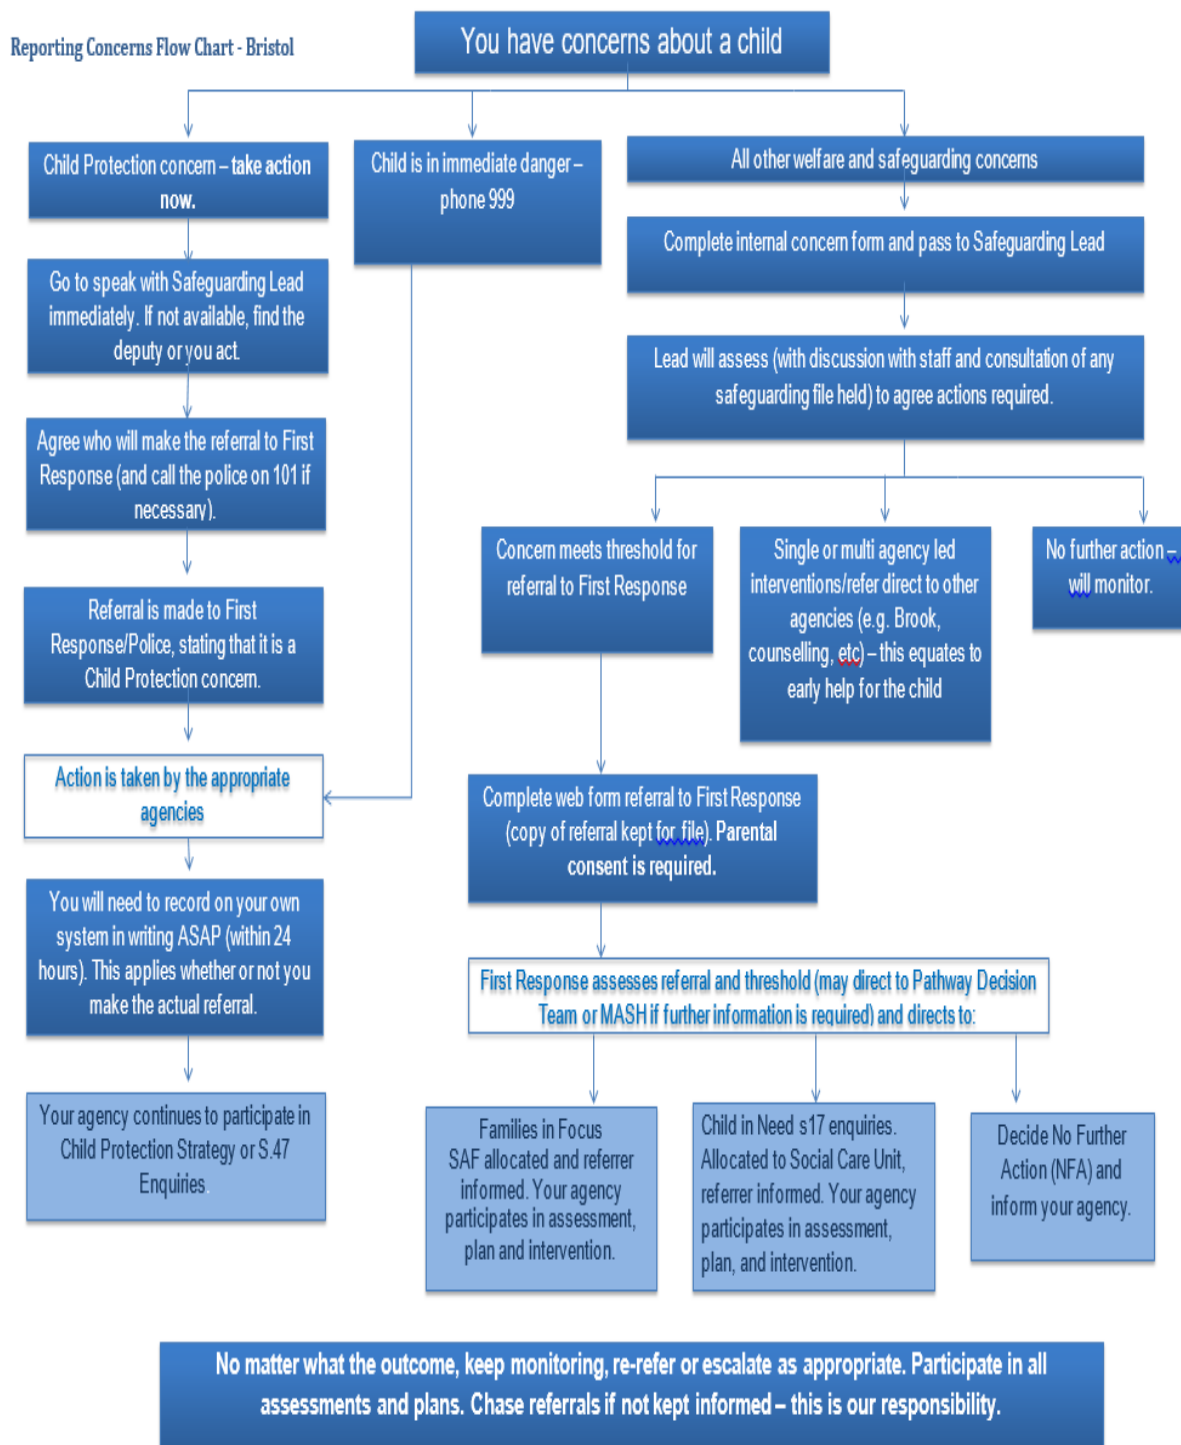 Reporting Concerns Flow Chart - Bristol
You have concerns about a child
Child Protection concern – take action
now.
Child is in immediate danger –
phone 999
All other welfare and safeguarding concerns
Go to speak with Safeguarding Lead
immediately. If not available, find the
deputy or you act.
Complete internal concern form and pass to Safeguarding Lead
Lead will assess (with discussion with staff and consultation of any
safeguarding file held) to agree actions required.
Agree who will make the referral to First
Response (and call the police on 101 if
necessary).
Referral is made to First
Response/Police, stating that it is a
Child Protection concern.
Action is taken by the appropriate
agencies
You will need to record on your own
system in writing ASAP (within 24
hours). This applies whether or not you
make the actual referral.
Your agency continues to participate in
Child Protection Strategy or S.47
Enquiries.
Concern meets threshold for
referral to First Response
Single or multi agency led
interventions/refer direct to other
agencies (e.g. Brook,
counselling, etc) – this equates to
early help for the child
No further action –
will monitor.
Complete web form referral to First Response
(copy of referral kept for file). Parental
consent is required.
First Response assesses referral and threshold (may direct to Pathway Decision
Team or MASH if further information is required) and directs to:
Families in Focus
SAF allocated and referrer
informed. Your agency
participates in assessment,
plan and intervention.
Child in Need s17 enquiries.
Allocated to Social Care Unit,
referrer informed. Your agency
participates in assessment,
plan, and intervention.
Decide No Further
Action (NFA) and
inform your agency.
No matter what the outcome, keep monitoring, re-refer or escalate as appropriate. Participate in all
assessments and plans. Chase referrals if not kept informed – this is our responsibility.